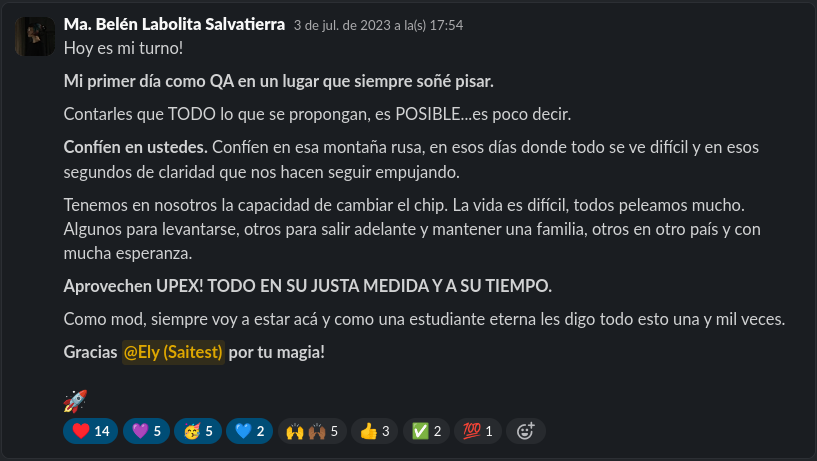 Ma. Belén Labolita Salvatierra 3 de jul. de 2023 a la(s) 17:54
Hoy es mi turno!
Mi primer día como QA en un lugar que siempre soñé pisar.
Contarles que TODO lo que se propongan, es POSIBLE...es poco decir.
Confíen en ustedes. Confíen en esa montaña rusa, en esos días donde todo se ve difícil y en esos
segundos de claridad que nos hacen seguir empujando.
Tenemos en nosotros la capacidad de cambiar el chip. La vida es difícil, todos peleamos mucho.
Algunos para levantarse, otros para salir adelante y mantener una familia, otros en otro país y con
mucha esperanza.
Aprovechen UPEX! TODO EN SU JUSTA MEDIDA Y A SU TIEMPO.
Como mod, siempre voy a estar acá y como una estudiante eterna les digo todo esto una y mil veces.
Gracias @Ely (Saitest) por tu magia!
🚀
❤️ 14 💜 5 🥳 5 💙 2 🙌 🙌🏾 5 👍 3 ✅ 2 💯 1